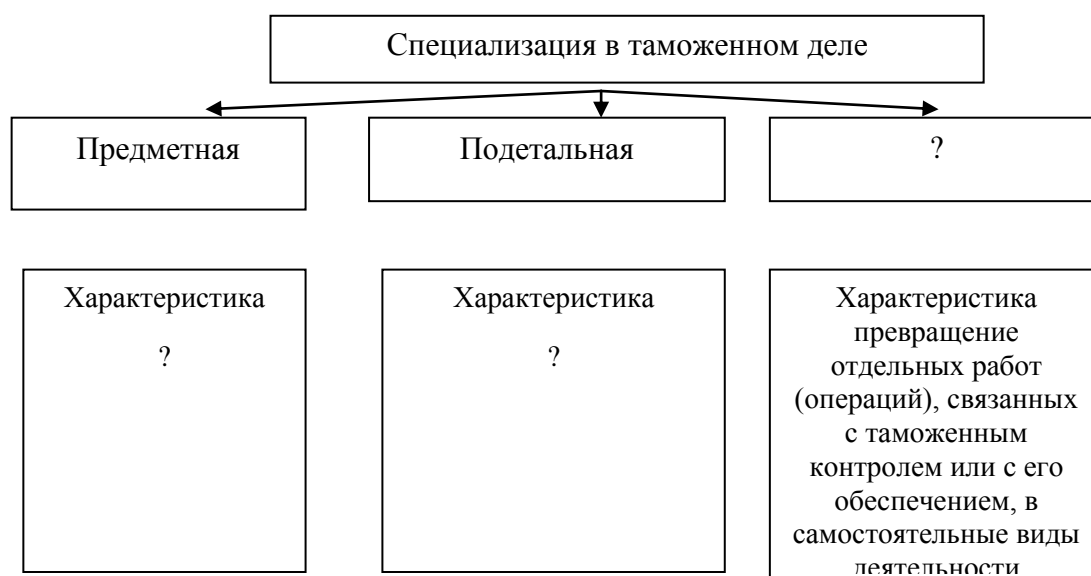 Специализация в таможенном деле
Предметная
Подетальная
?
Характеристика
?
Характеристика
?
Характеристика
превращение
отдельных работ
(операций), связанных
с таможенным
контролем или с его
обеспечением, в
самостоятельные виды
деятельности